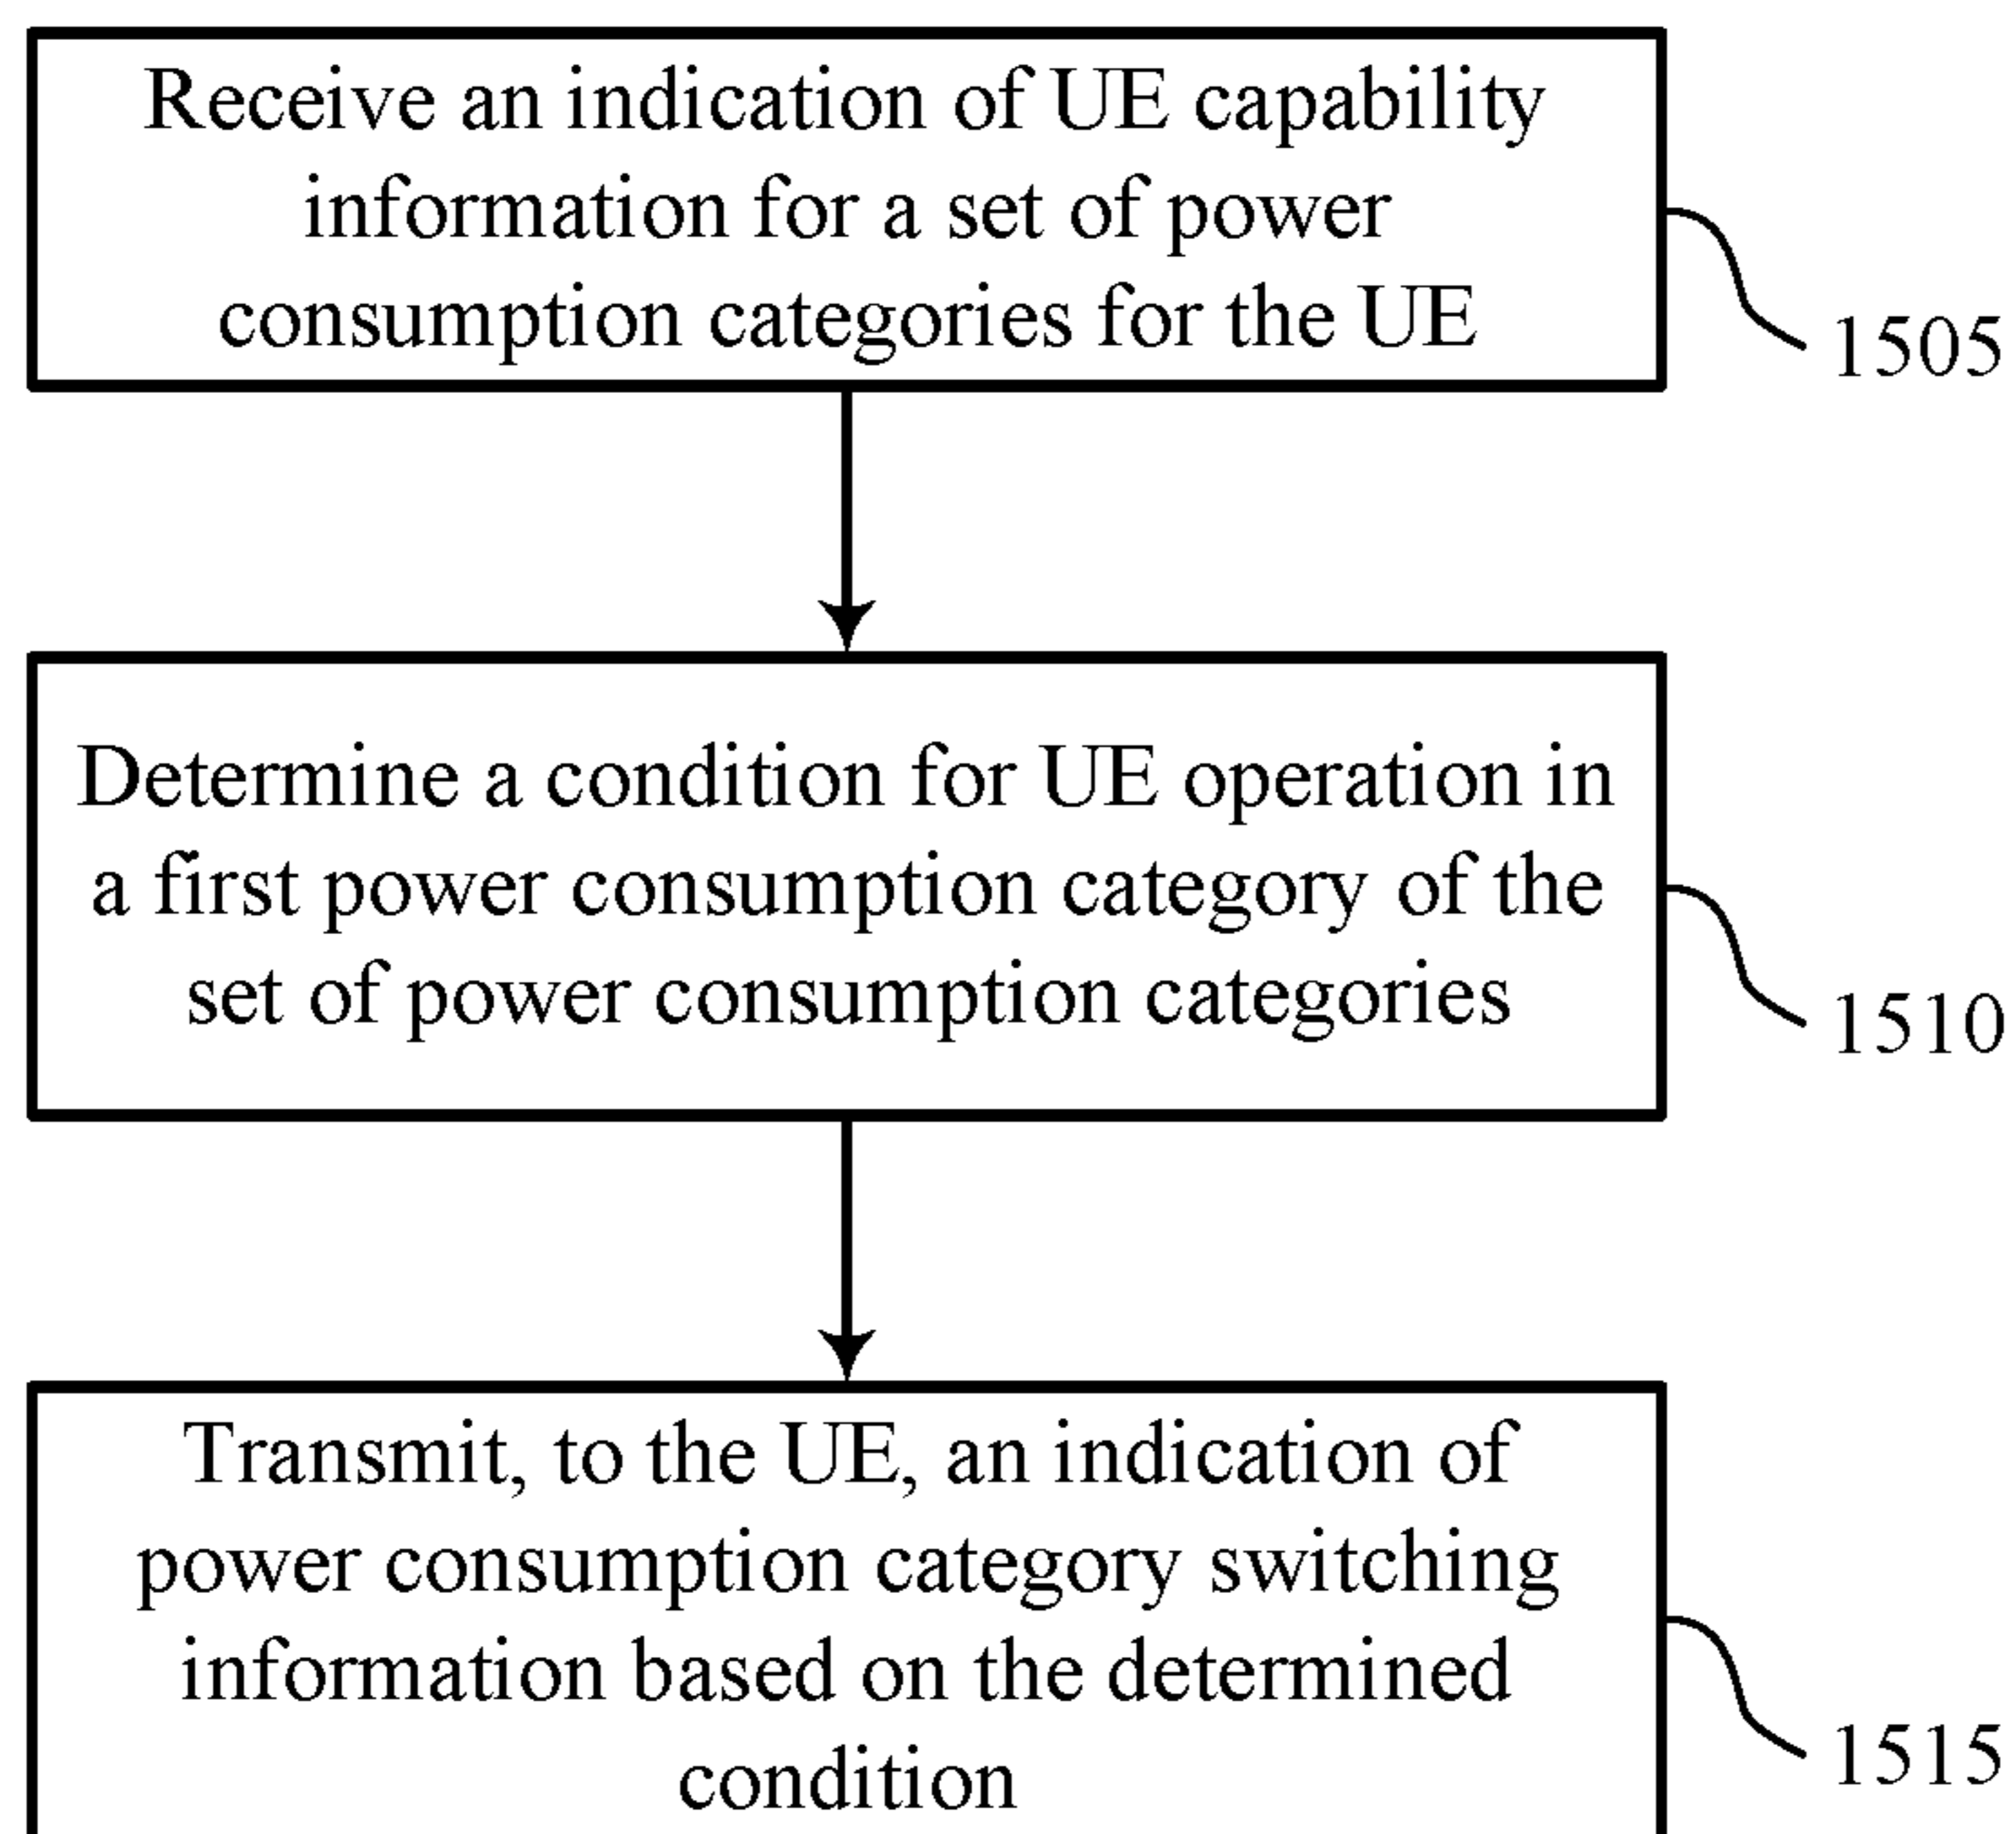 Receive an indication of UE capability
information for a set of power
consumption categories for the UE
1505
Determine a condition for UE operation in
a first power consumption category of the
set of power consumption categories
1510
Transmit, to the UE, an indication of
power consumption category switching
information based on the determined
condition
1515